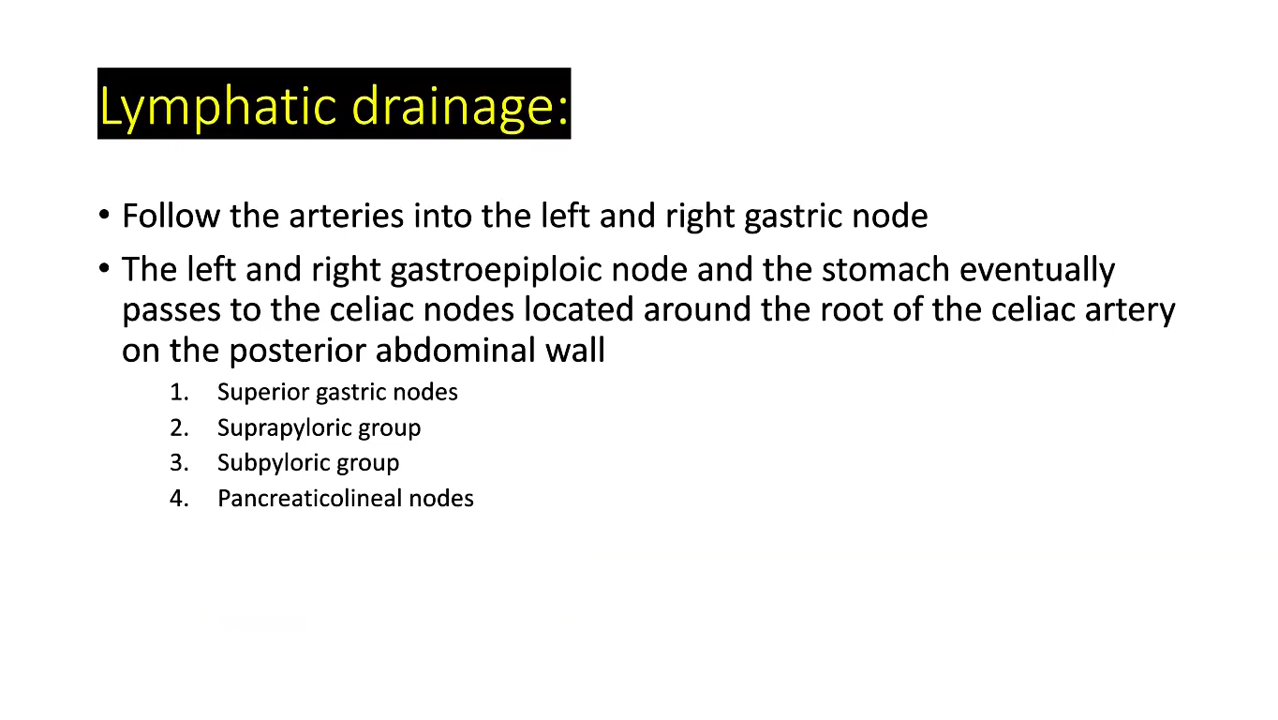 Lymphatic drainage:
• Follow the arteries into the left and right gastric node
• The left and right gastroepiploic node and the stomach eventually
passes to the celiac nodes located around the root of the celiac artery
on the posterior abdominal wall
1. Superior gastric nodes
2. Suprapyloric group
3. Subpyloric group
4. Pancreaticolineal nodes